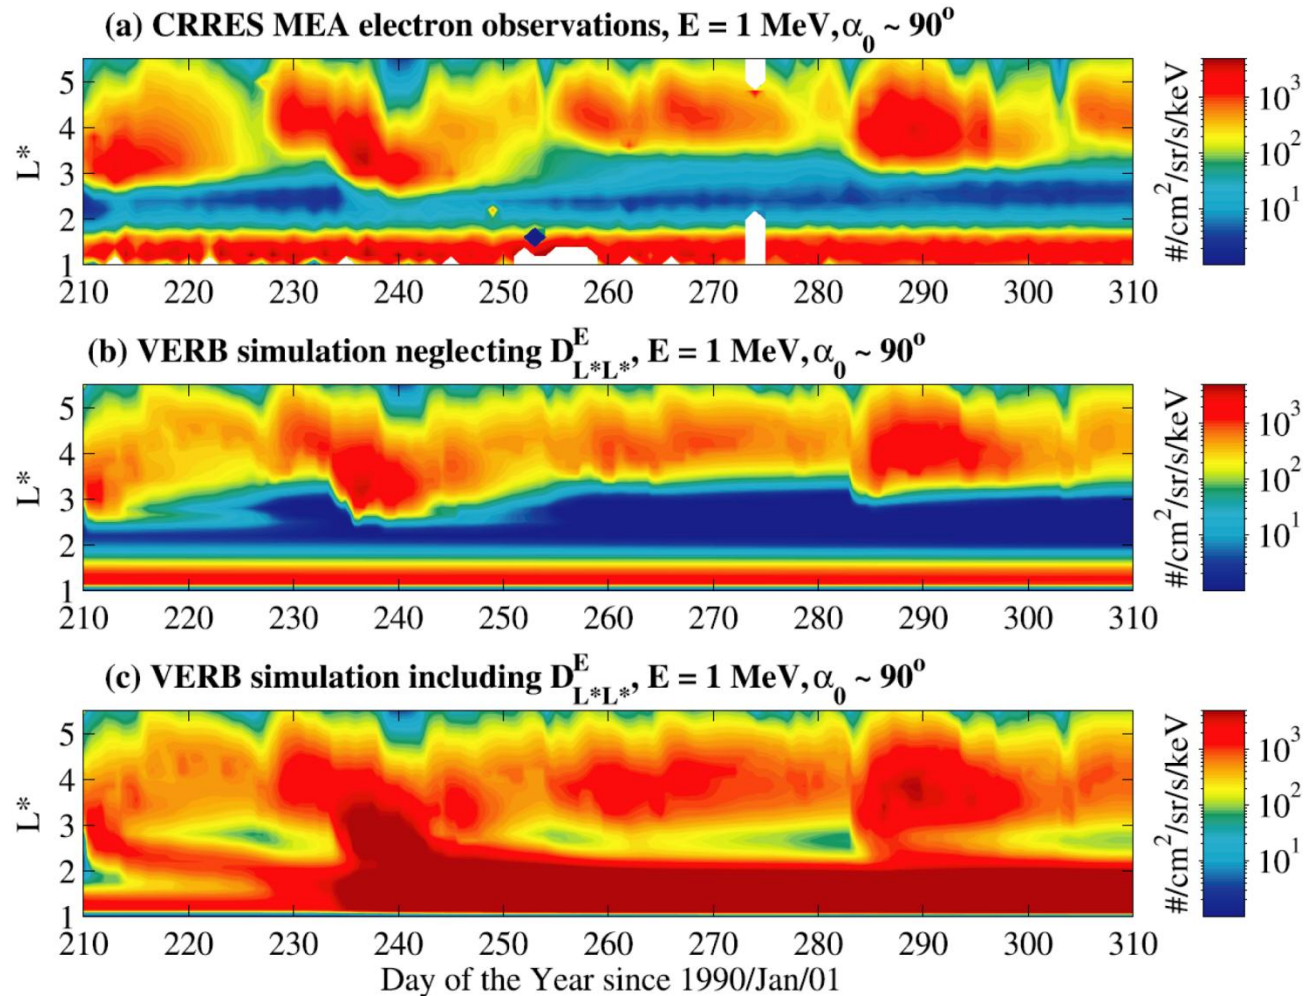 (a) CRRES MEA electron observations, E = 1 MeV, α₀ ~ 90°
L*
5
4
3
2
1
210 220 230 240 250 260 270 280 290 300 310
#/cm²/sr/s/keV
10³
10²
10¹
(b) VERB simulation neglecting D^E_{L*L*}, E = 1 MeV, α₀ ~ 90°
L*
5
4
3
2
1
210 220 230 240 250 260 270 280 290 300 310
#/cm²/sr/s/keV
10³
10²
10¹
(c) VERB simulation including D^E_{L*L*}, E = 1 MeV, α₀ ~ 90°
L*
5
4
3
2
1
210 220 230 240 250 260 270 280 290 300 310
#/cm²/sr/s/keV
10³
10²
10¹
Day of the Year since 1990/Jan/01